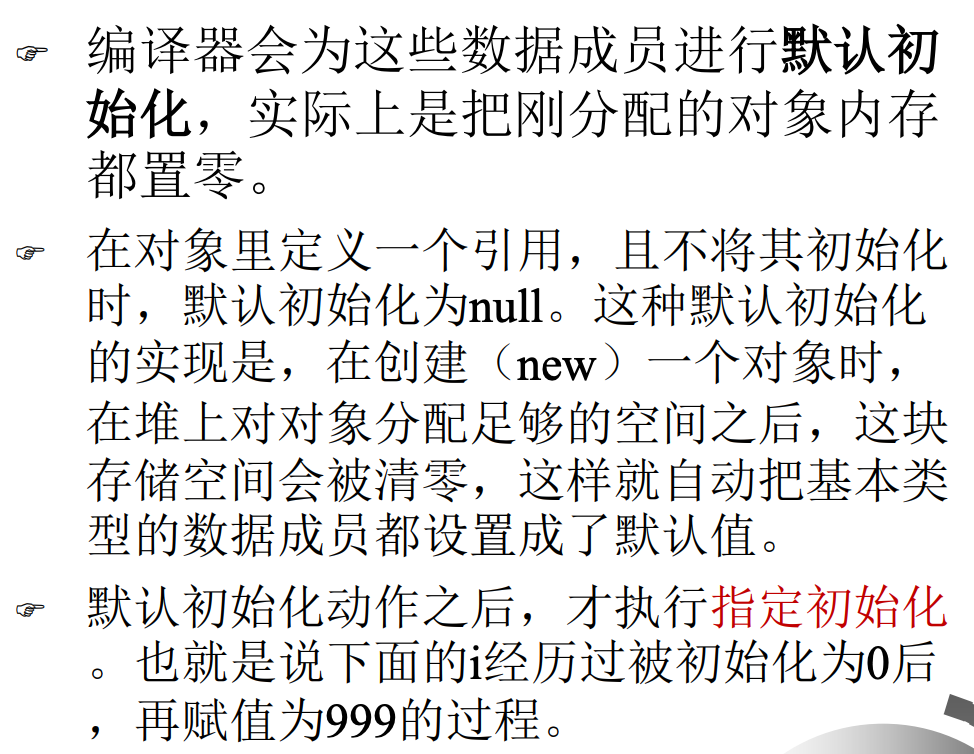 ☞ 编译器会为这些数据成员进行默认初
始化，实际上是把刚分配的对象内存
都置零。
☞ 在对象里定义一个引用，且不将其初始化
时，默认初始化为null。这种默认初始化
的实现是，在创建（new）一个对象时，
在堆上对对象分配足够的空间之后，这块
存储空间会被清零，这样就自动把基本类
型的数据成员都设置成了默认值。
☞ 默认初始化动作之后，才执行指定初始化
。也就是说下面的i经历过被初始化为0后
，再赋值为999的过程。